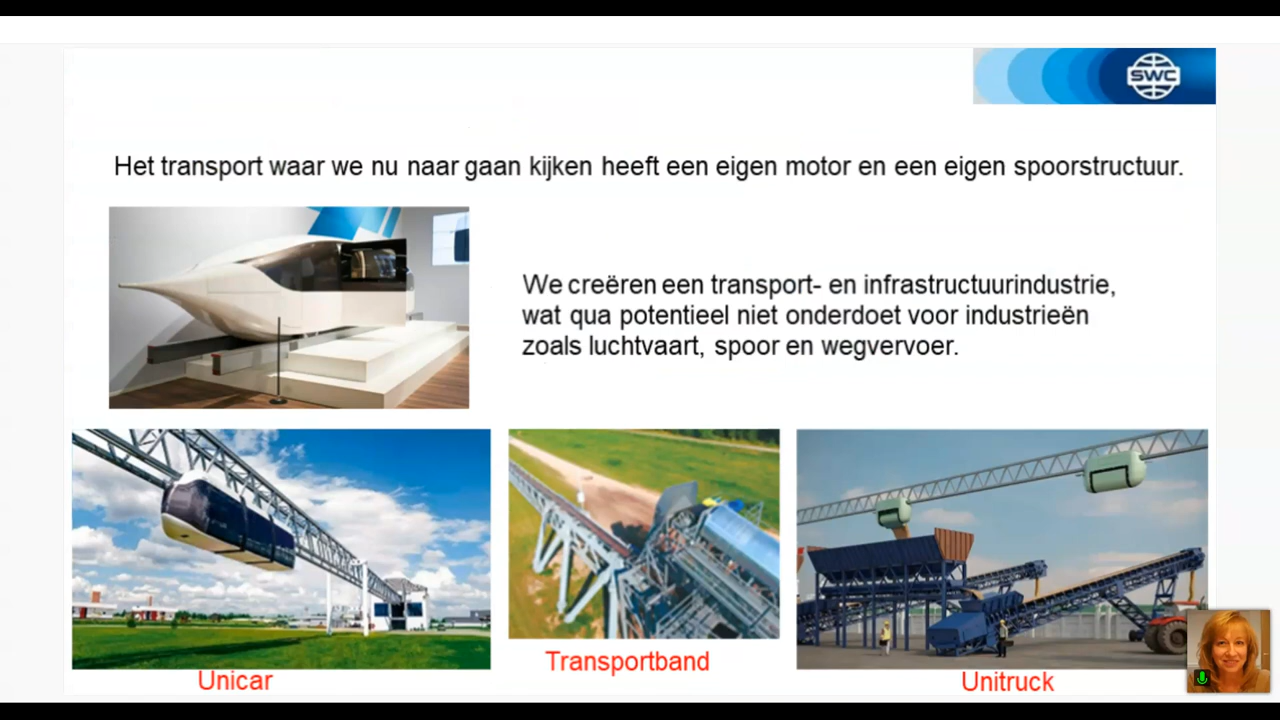 SWC
Het transport waar we nu naar gaan kijken heeft een eigen motor en een eigen spoorstructuur.
We creëren een transport- en infrastructuurindustrie,
wat qua potentieel niet onderdoet voor industrieën
zoals luchtvaart, spoor en wegvervoer.
Unicar
Transportband
Unitruck